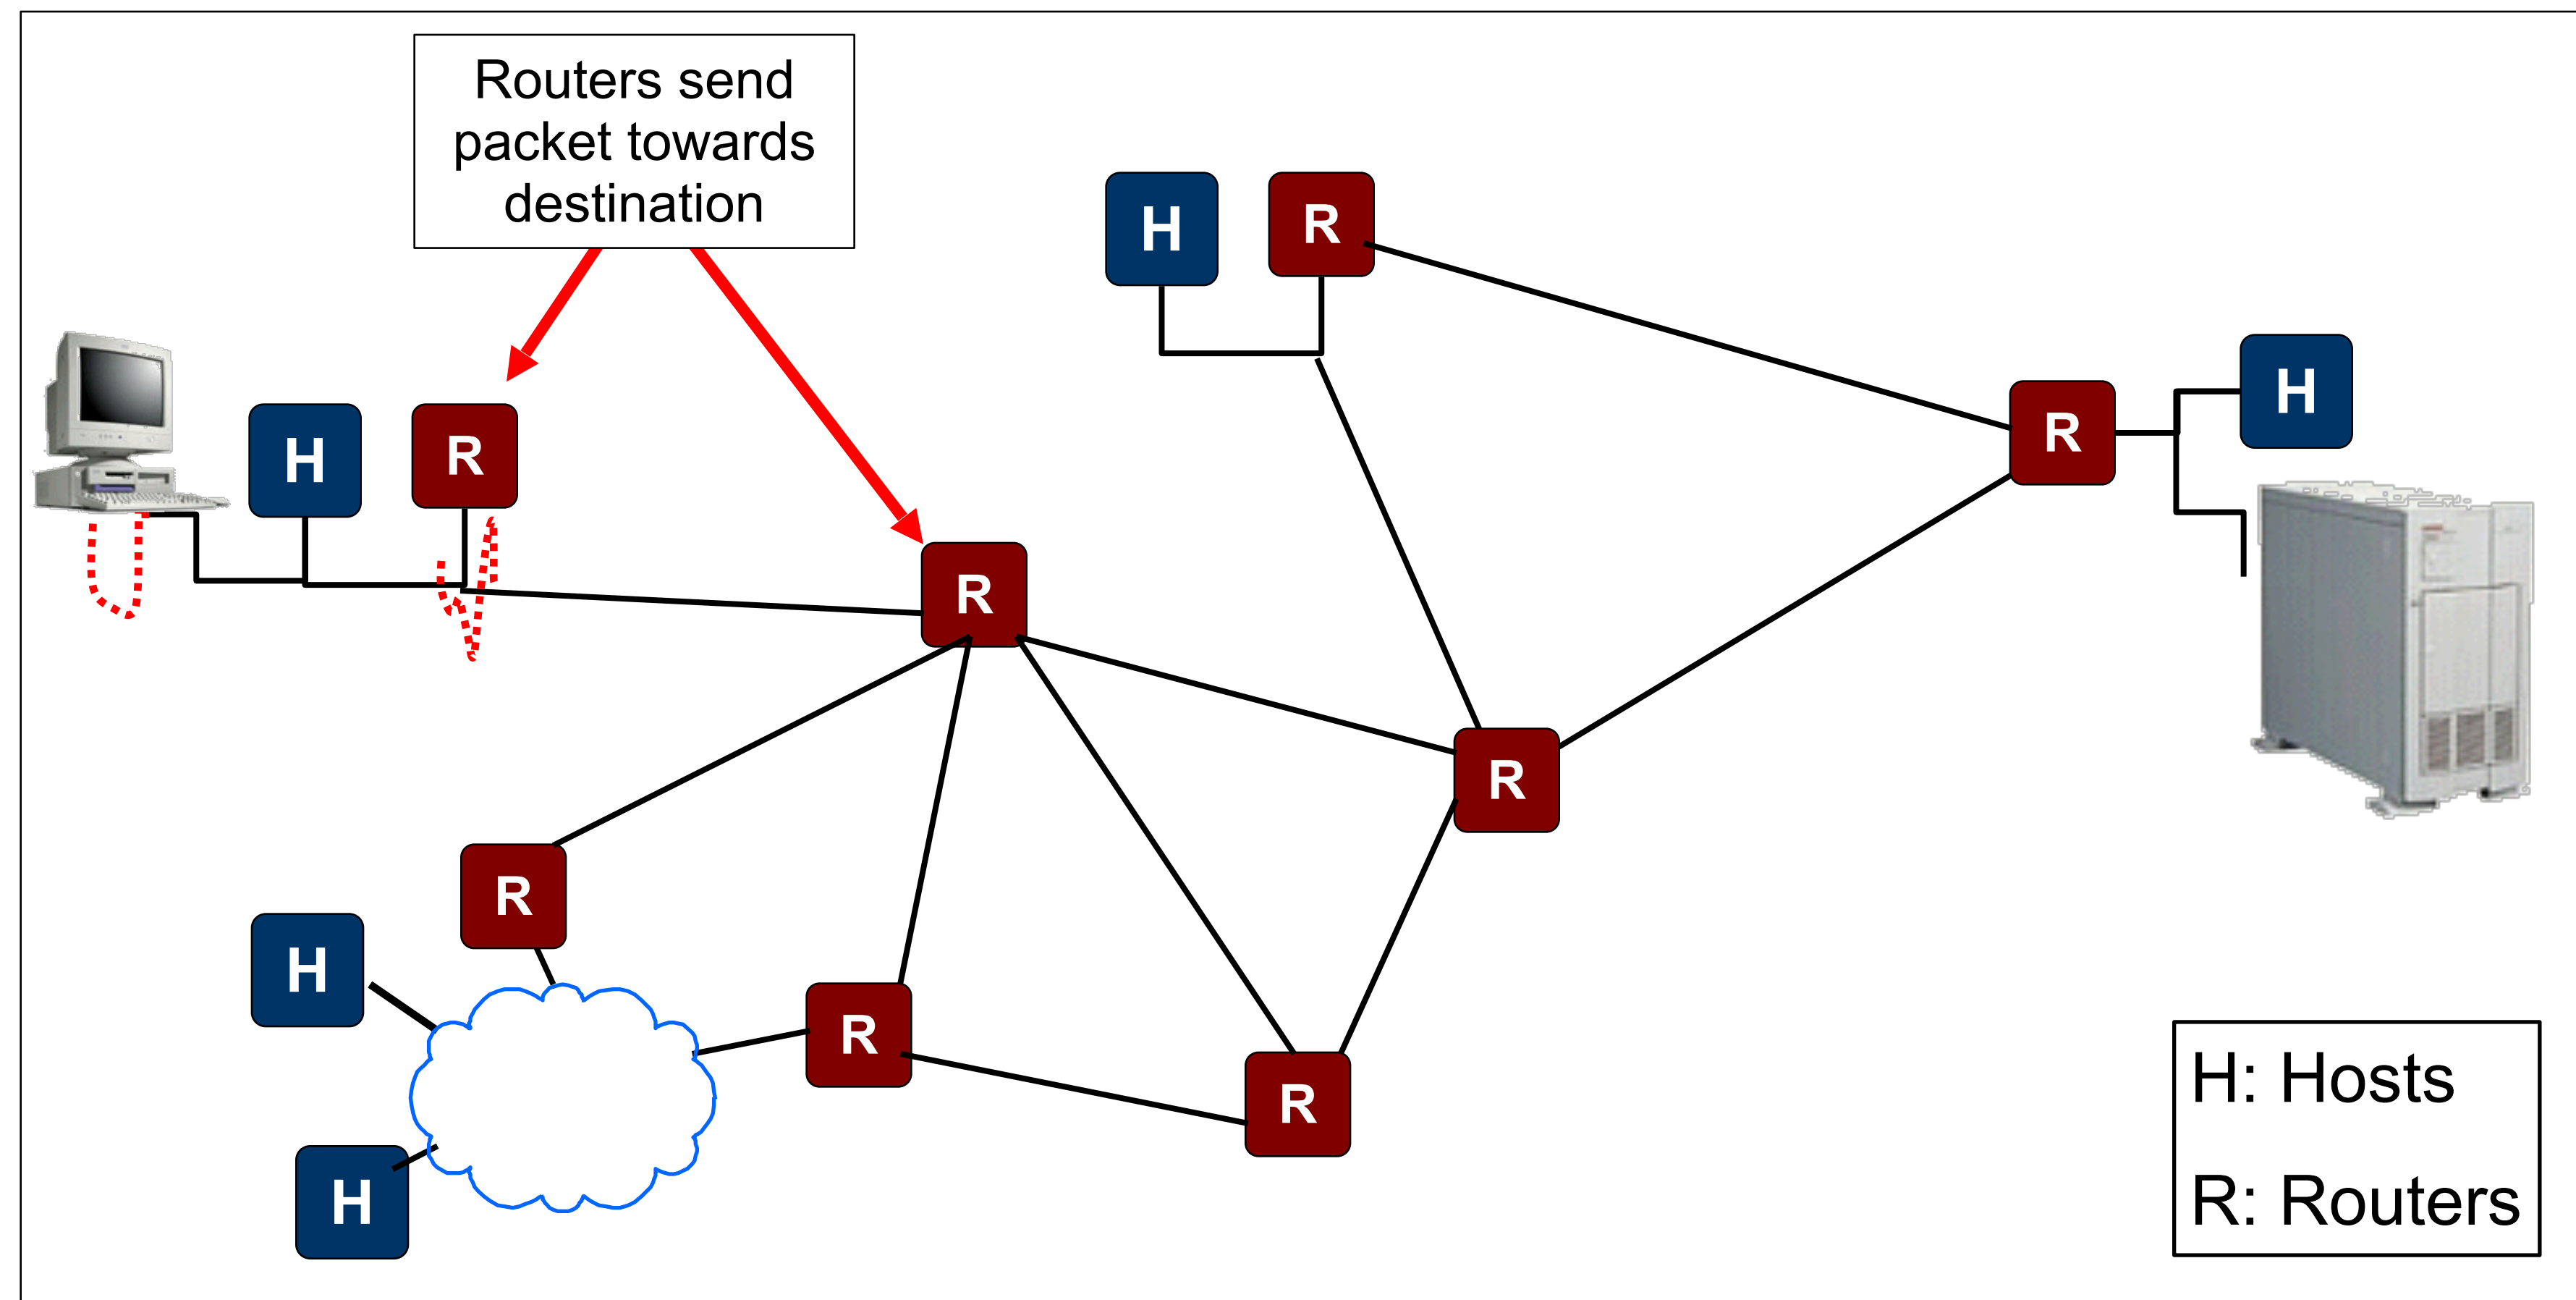 Routers send
packet towards
destination
H
R
H
R
R
H
R
R
R
H
R
R
H
H: Hosts
R: Routers